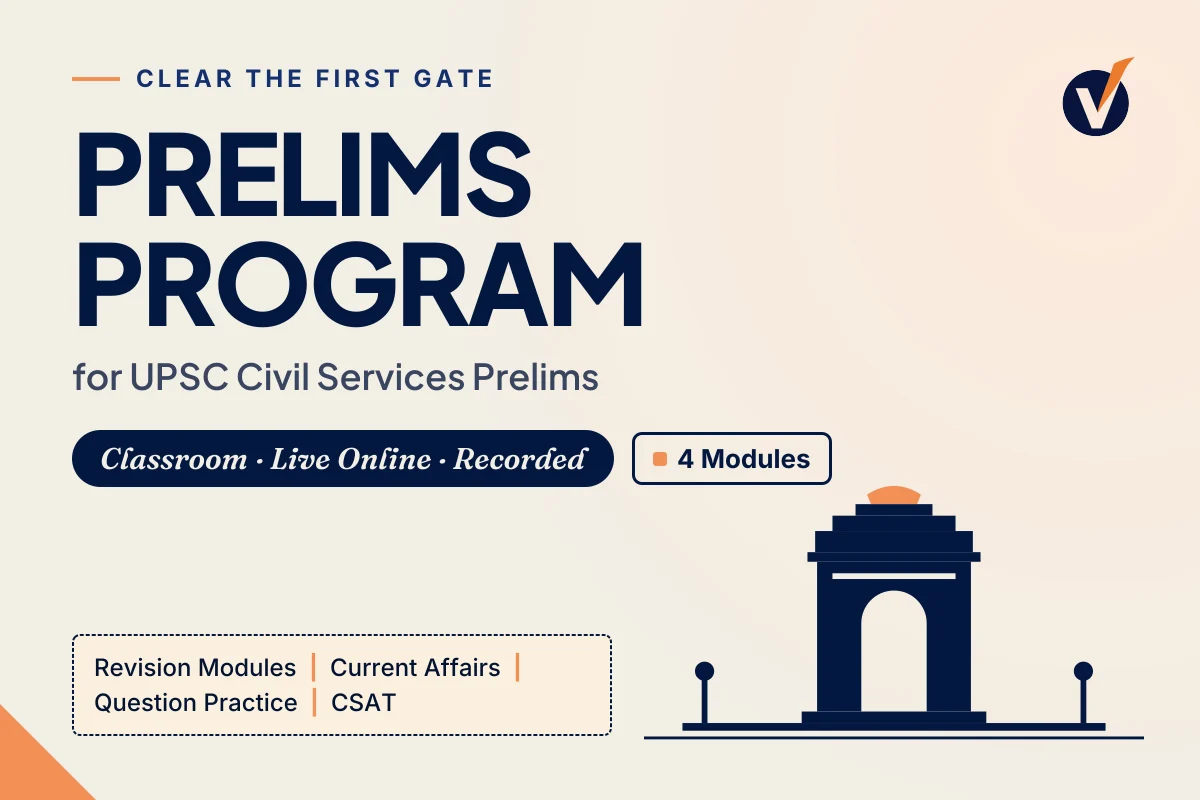 CLEAR THE FIRST GATE
PRELIMS
PROGRAM
for UPSC Civil Services Prelims
Classroom · Live Online · Recorded
4 Modules
Revision Modules | Current Affairs |
Question Practice | CSAT